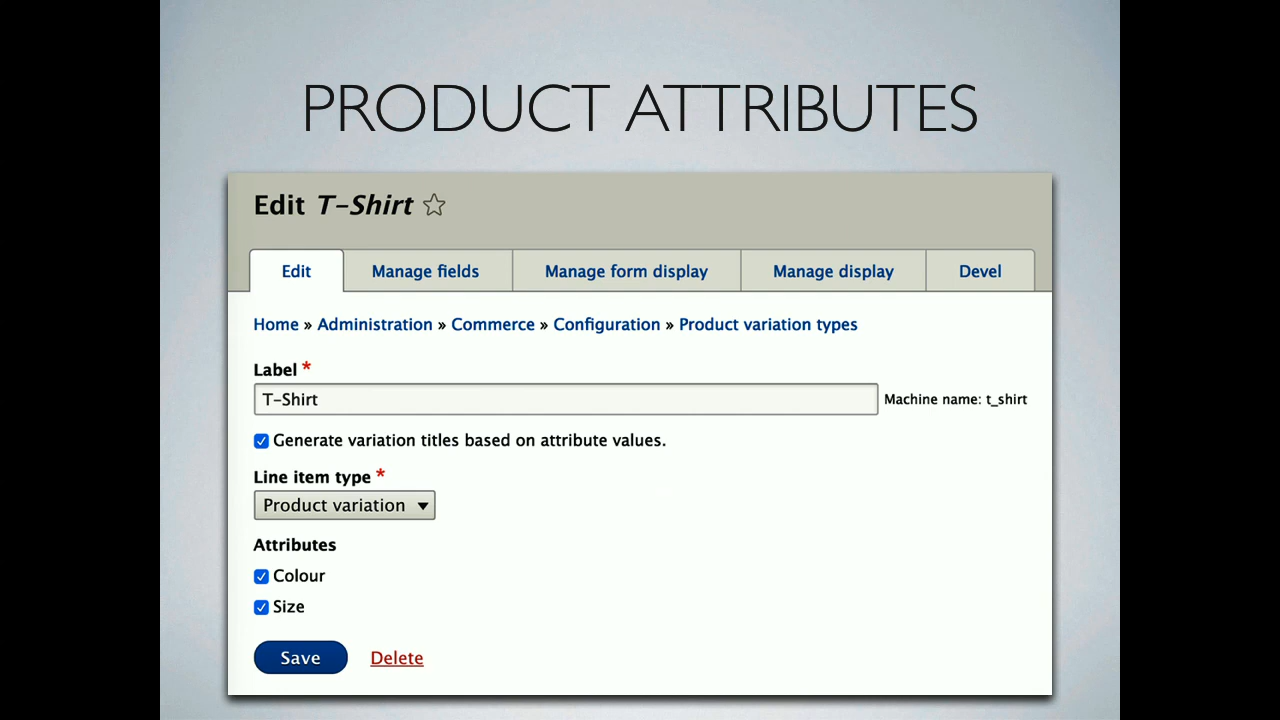 PRODUCT ATTRIBUTES
Edit T-Shirt
Edit Manage fields Manage form display Manage display Devel
Home » Administration » Commerce » Configuration » Product variation types
Label *
T-Shirt Machine name: t_shirt
Generate variation titles based on attribute values.
Line item type *
Product variation
Attributes
Colour
Size
Save Delete